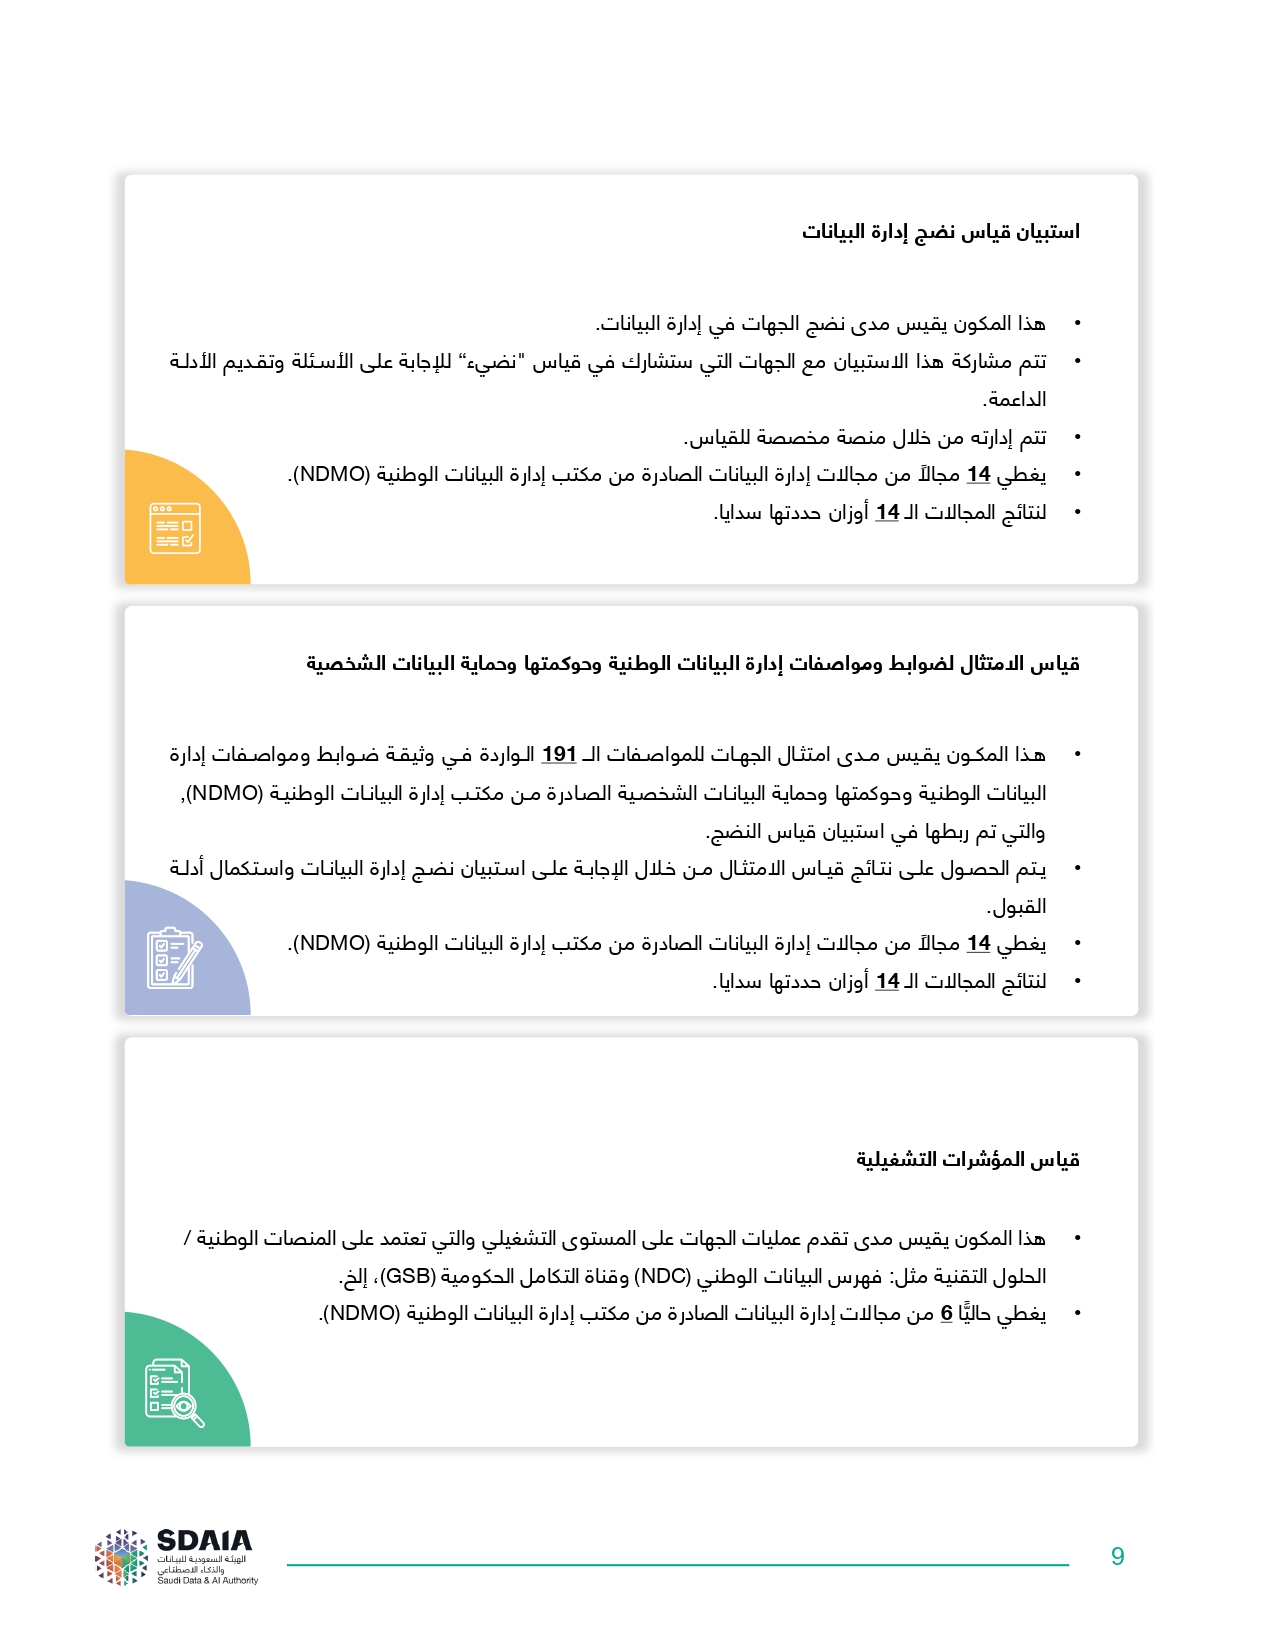 استبيان قياس نضج إدارة البيانات
• هذا المكون يقيس مدى نضج الجهات في إدارة البيانات.
• تتم مشاركة هذا الاستبيان مع الجهات التي ستشارك في قياس "نضيء“ للإجابة على الأسئلة وتقديم الأدلة
الداعمة.
• تتم إدارته من خلال منصة مخصصة للقياس.
• يغطي 14 مجالاً من مجالات إدارة البيانات الصادرة من مكتب إدارة البيانات الوطنية (NDMO).
• لنتائج المجالات الـ 14 أوزان حددتها سدايا.
قياس الامتثال لضوابط ومواصفات إدارة البيانات الوطنية وحوكمتها وحماية البيانات الشخصية
• هذا المكون يقيس مدى امتثال الجهات للمواصفات الـ 191 الواردة في وثيقة ضوابط ومواصفات إدارة
البيانات الوطنية وحوكمتها وحماية البيانات الشخصية الصادرة من مكتب إدارة البيانات الوطنية (NDMO),
والتي تم ربطها في استبيان قياس النضج.
• يتم الحصول على نتائج قياس الامتثال من خلال الإجابة على استبيان نضج إدارة البيانات واستكمال أدلة
القبول.
• يغطي 14 مجالاً من مجالات إدارة البيانات الصادرة من مكتب إدارة البيانات الوطنية (NDMO).
• لنتائج المجالات الـ 14 أوزان حددتها سدايا.
قياس المؤشرات التشغيلية
• هذا المكون يقيس مدى تقدم عمليات الجهات على المستوى التشغيلي والتي تعتمد على المنصات الوطنية /
الحلول التقنية مثل: فهرس البيانات الوطني (NDC) وقناة التكامل الحكومية (GSB)، إلخ.
• يغطي حاليًّا 6 من مجالات إدارة البيانات الصادرة من مكتب إدارة البيانات الوطنية (NDMO).
SDAIA
الهيئة السعودية للبيانات
والذكاء الاصطناعي
Saudi Data & AI Authority
9